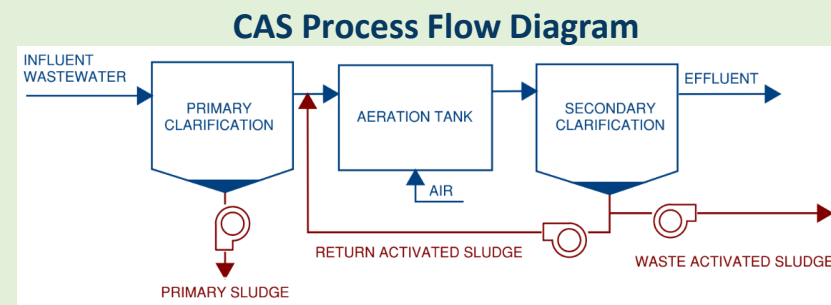 CAS Process Flow Diagram
INFLUENT
WASTEWATER
PRIMARY
CLARIFICATION
AERATION TANK
SECONDARY
CLARIFICATION
EFFLUENT
AIR
RETURN ACTIVATED SLUDGE
WASTE ACTIVATED SLUDGE
PRIMARY SLUDGE